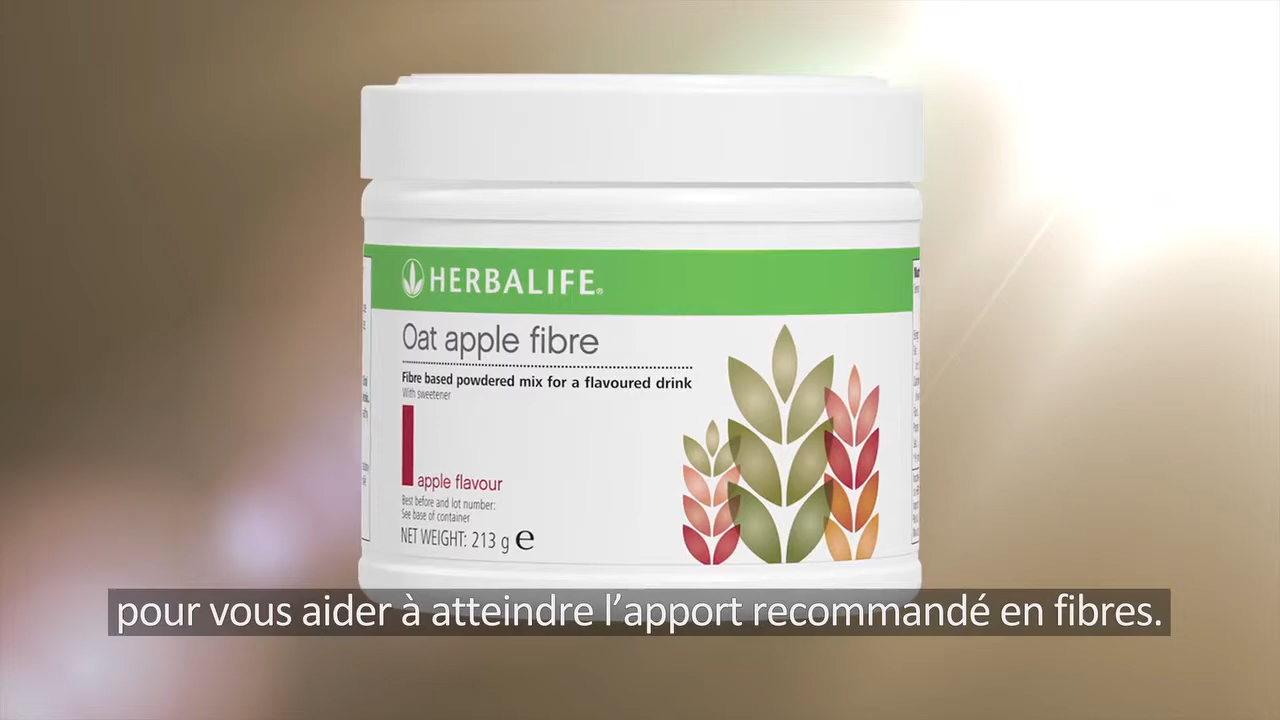 HERBALIFE®
Oat apple fibre
Fibre based powdered mix for a flavoured drink
With sweetener
apple flavour
Best before and lot number:
See base of container
NET WEIGHT: 213 g ℮
pour vous aider à atteindre l’apport recommandé en fibres.